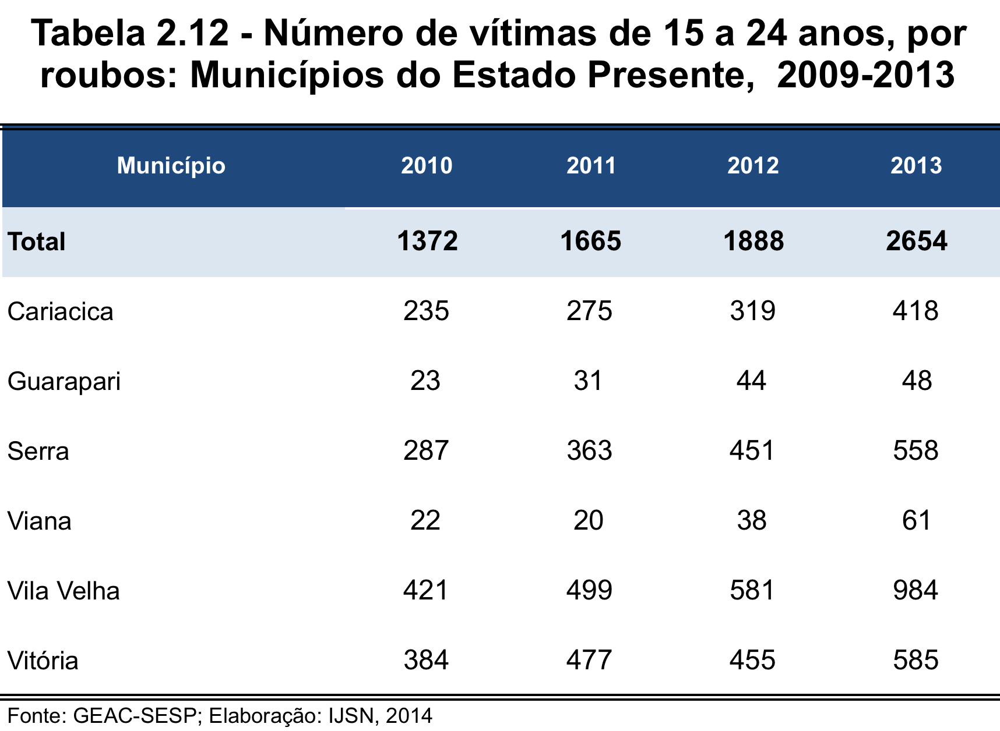 Tabela 2.12 - Número de vítimas de 15 a 24 anos, por
roubos: Municípios do Estado Presente,  2009-2013
Município 2010 2011 2012 2013
Total 1372 1665 1888 2654
Cariacica 235 275 319 418
Guarapari 23 31 44 48
Serra 287 363 451 558
Viana 22 20 38 61
Vila Velha 421 499 581 984
Vitória 384 477 455 585
Fonte: GEAC-SESP; Elaboração: IJSN, 2014